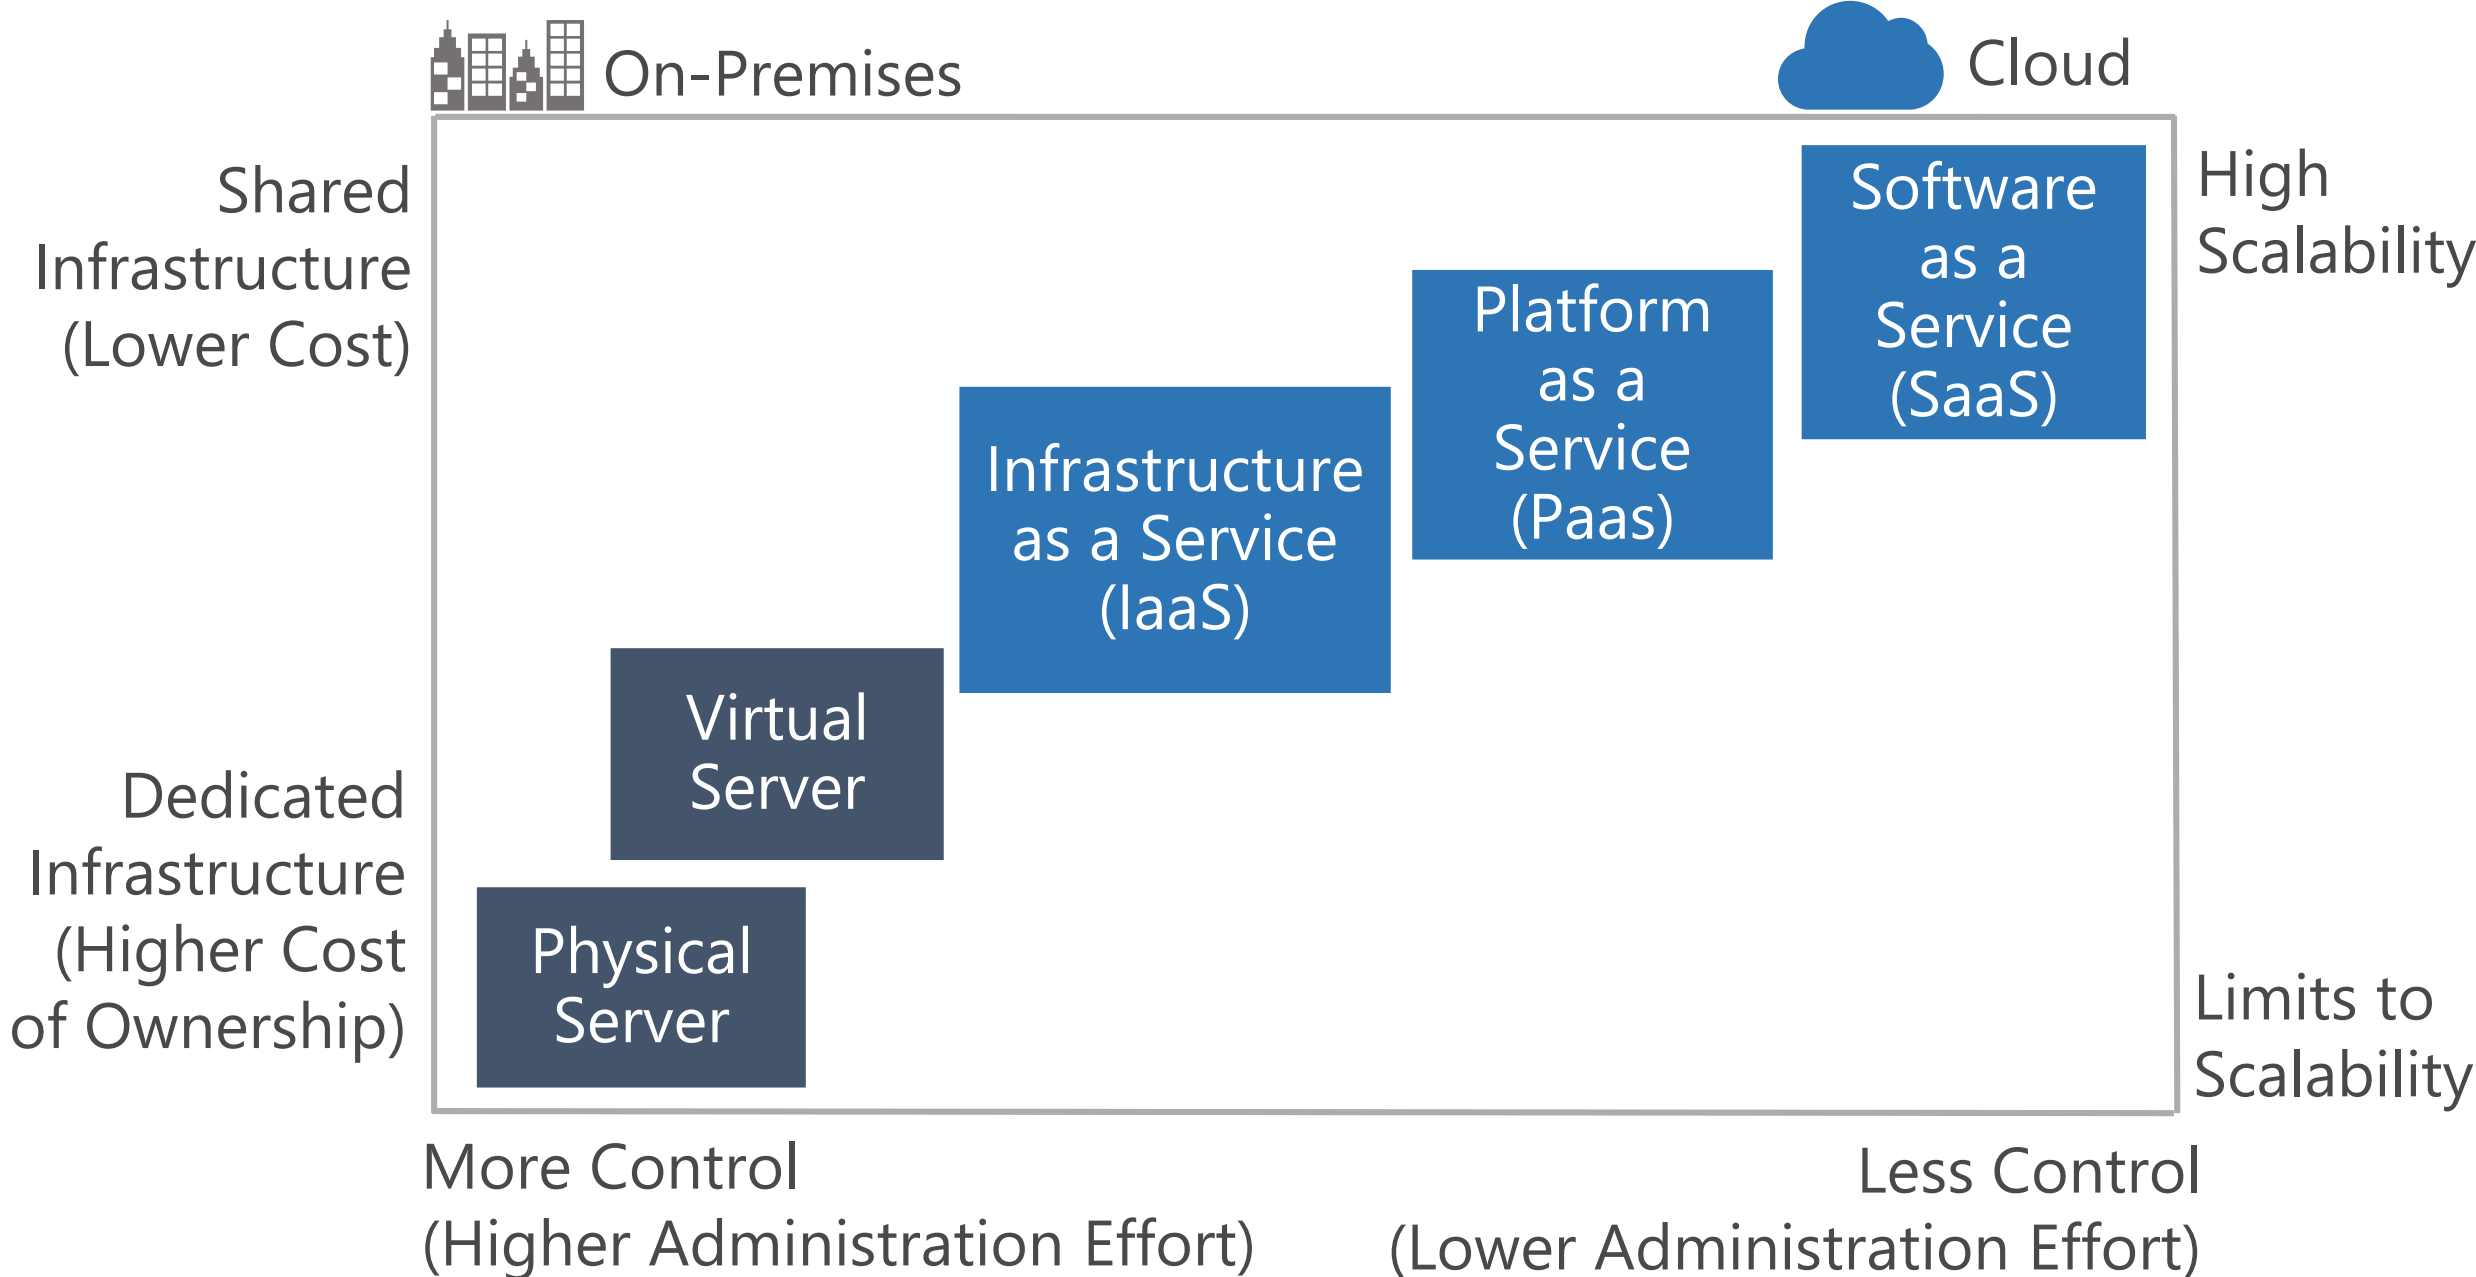 On-Premises
Cloud
Shared
Infrastructure
(Lower Cost)
High
Scalability
Software
as a
Service
(SaaS)
Platform
as a
Service
(Paas)
Infrastructure
as a Service
(IaaS)
Virtual
Server
Dedicated
Infrastructure
(Higher Cost
of Ownership)
Physical
Server
Limits to
Scalability
More Control
(Higher Administration Effort)
Less Control
(Lower Administration Effort)